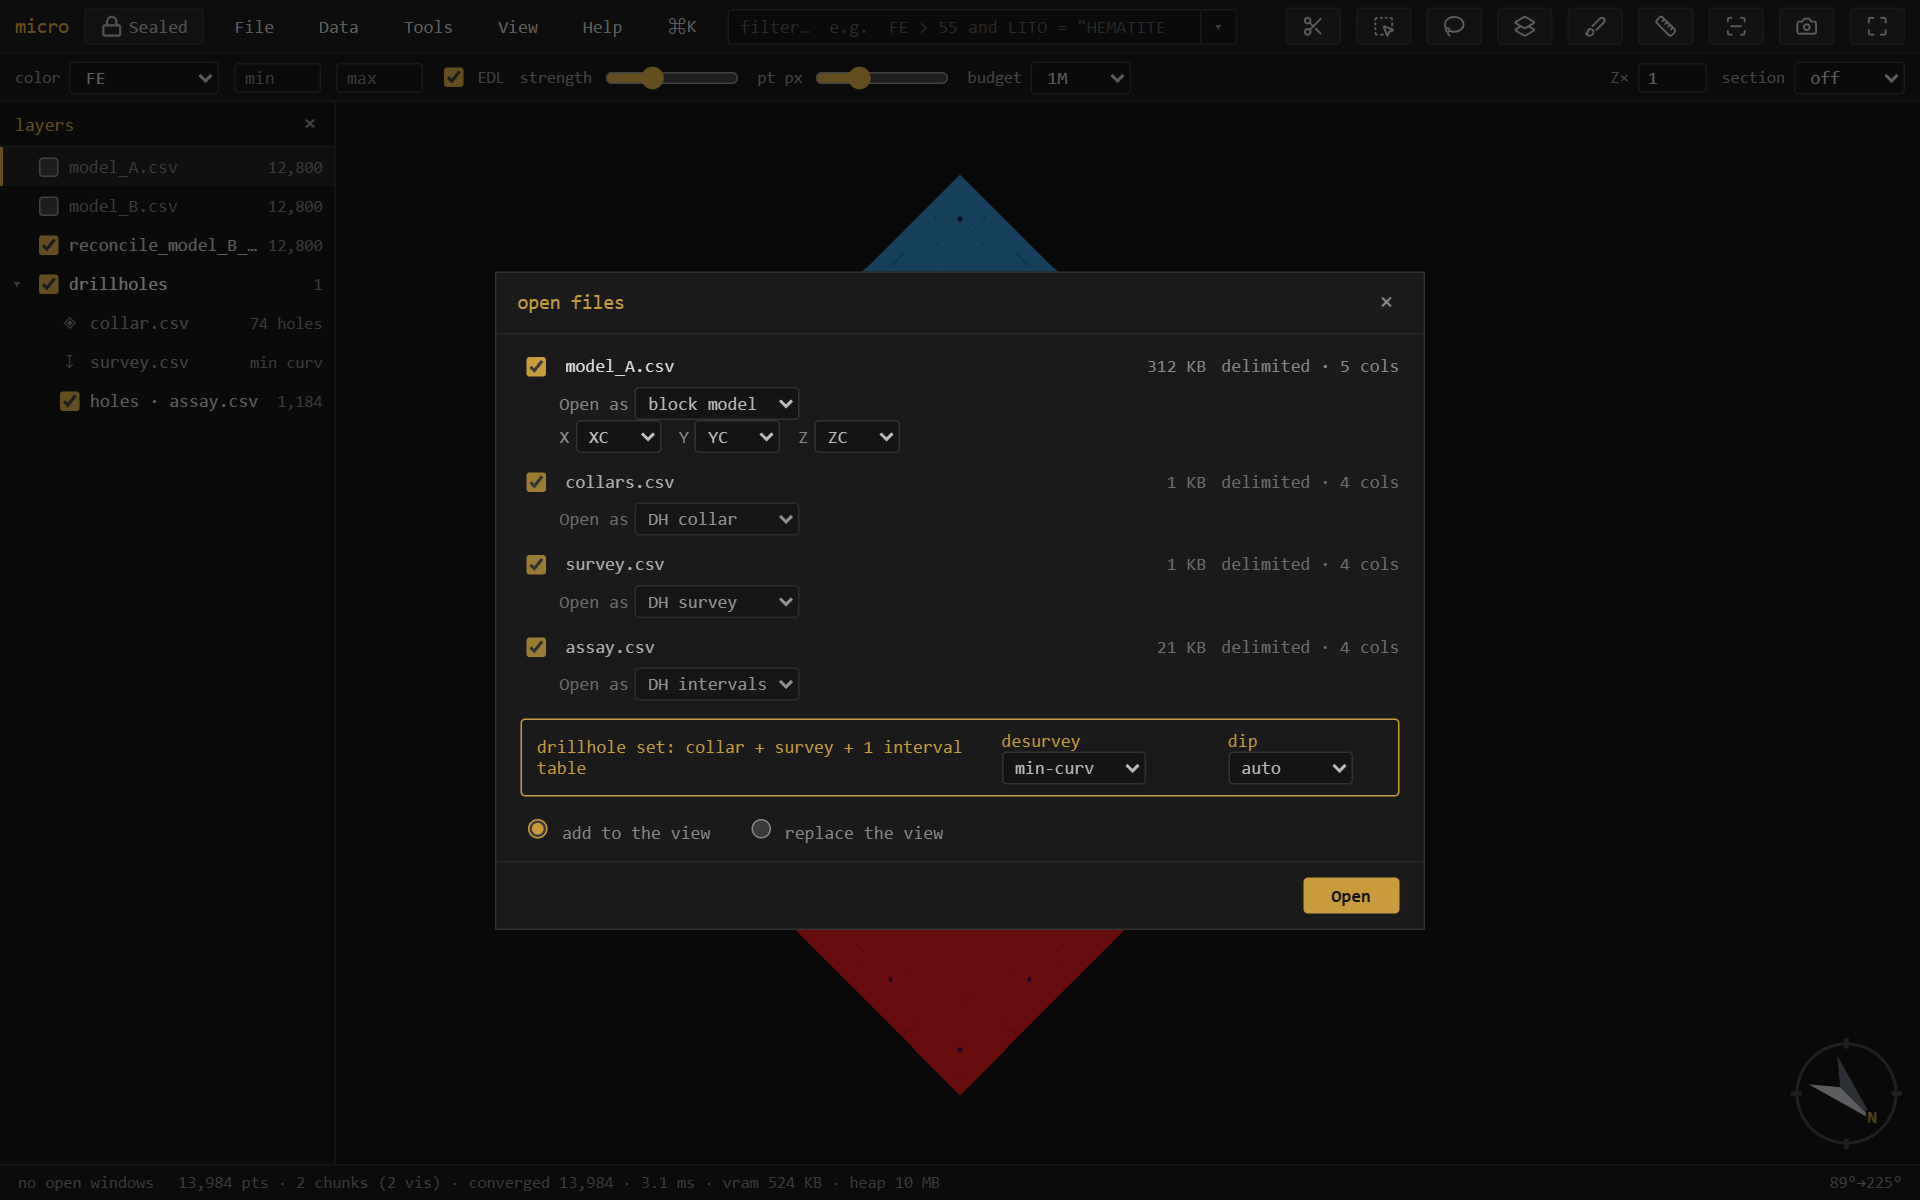 micro Sealed File Data Tools View Help ⌘K filter… e.g. FE > 55 and LITO = "HEMATITE
color FE min max EDL strength pt px budget 1M Z× 1 section off
layers ×
model_A.csv 12,800
model_B.csv 12,800
reconcile_model_B_… 12,800
drillholes 1
collar.csv 74 holes
survey.csv min curv
holes · assay.csv 1,184
open files ×
model_A.csv 312 KB delimited · 5 cols
Open as block model
X XC Y YC Z ZC
collars.csv 1 KB delimited · 4 cols
Open as DH collar
survey.csv 1 KB delimited · 4 cols
Open as DH survey
assay.csv 21 KB delimited · 4 cols
Open as DH intervals
drillhole set: collar + survey + 1 interval
table
desurvey dip
min-curv auto
add to the view replace the view
Open
N
no open windows 13,984 pts · 2 chunks (2 vis) · converged 13,984 · 3.1 ms · vram 524 KB · heap 10 MB 89°→225°